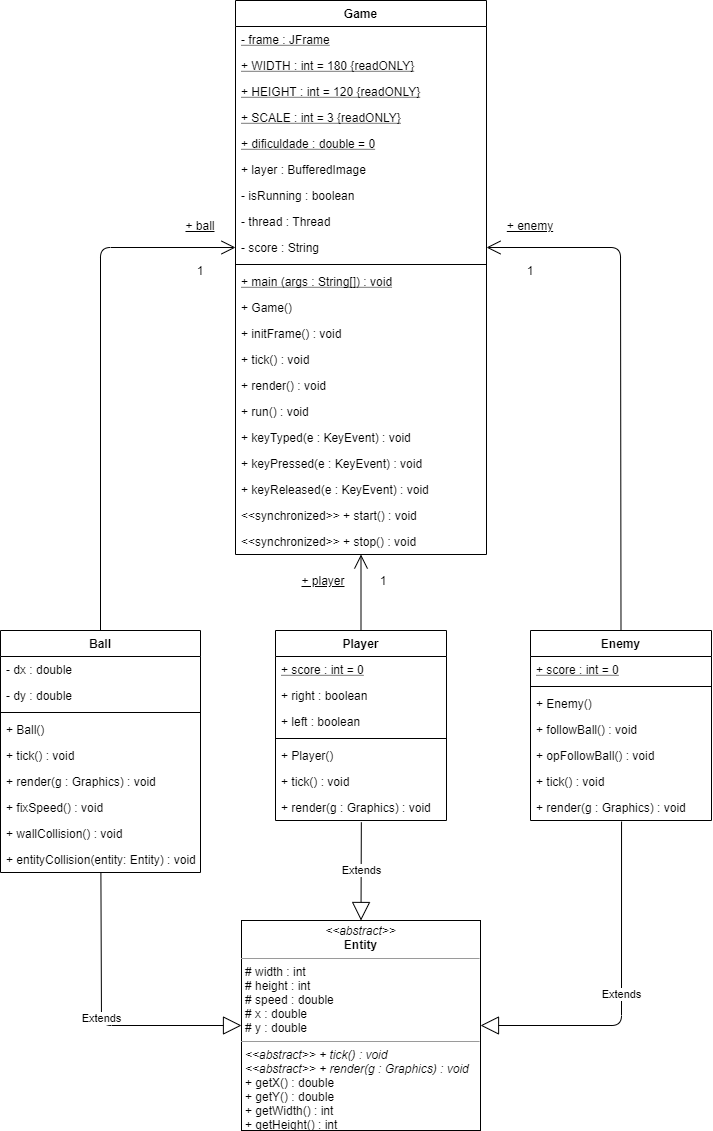 Game
- frame : JFrame
+ WIDTH : int = 180 {readONLY}
+ HEIGHT : int = 120 {readONLY}
+ SCALE : int = 3 {readONLY}
+ dificuldade : double = 0
+ layer : BufferedImage
- isRunning : boolean
- thread : Thread
- score : String
+ main (args : String[]) : void
+ Game()
+ initFrame() : void
+ tick() : void
+ render() : void
+ run() : void
+ keyTyped(e : KeyEvent) : void
+ keyPressed(e : KeyEvent) : void
+ keyReleased(e : KeyEvent) : void
<<synchronized>> + start() : void
<<synchronized>> + stop() : void
+ ball
1
+ enemy
1
+ player
1
Ball
- dx : double
- dy : double
+ Ball()
+ tick() : void
+ render(g : Graphics) : void
+ fixSpeed() : void
+ wallCollision() : void
+ entityCollision(entity: Entity) : void
Player
+ score : int = 0
+ right : boolean
+ left : boolean
+ Player()
+ tick() : void
+ render(g : Graphics) : void
Enemy
+ score : int = 0
+ Enemy()
+ followBall() : void
+ opFollowBall() : void
+ tick() : void
+ render(g : Graphics) : void
Extends
Extends
Extends
<<abstract>>
Entity
# width : int
# height : int
# speed : double
# x : double
# y : double
<<abstract>> + tick() : void
<<abstract>> + render(g : Graphics) : void
+ getX() : double
+ getY() : double
+ getWidth() : int
+ getHeight() : int